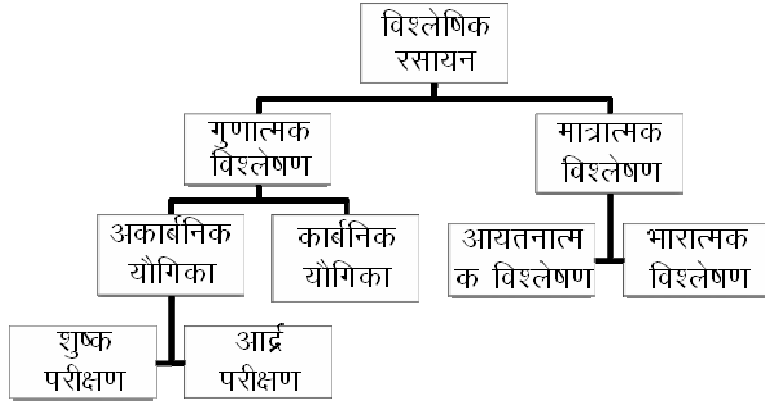 विश्लेषिक
रसायन
गुणात्मक
विश्लेषण
मात्रात्मक
विश्लेषण
अकार्बनिक
यौगिका
कार्बनिक
यौगिका
आयतनात्म
क विश्लेषण
भारात्मक
विश्लेषण
शुष्क
परीक्षण
आर्द्र
परीक्षण